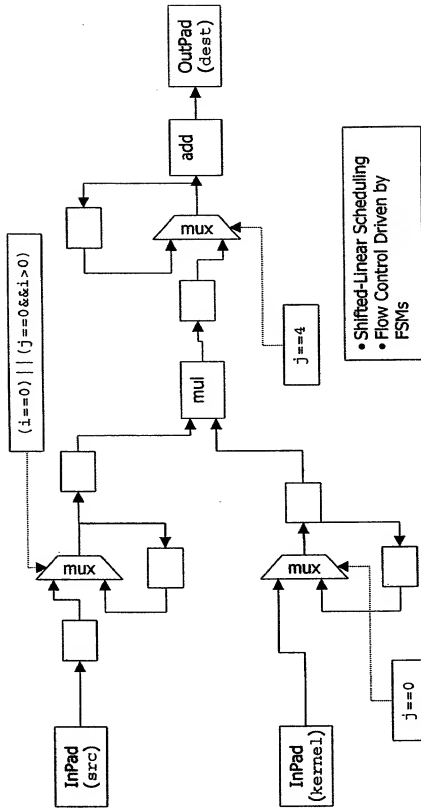 InPad
(src)
mux
(i==0)||(j==0&&i>0)
InPad
(kernel)
mux
j==0
mul
mux
j==4
add
OutPad
(dest)
• Shifted-Linear Scheduling
• Flow Control Driven by
FSMs